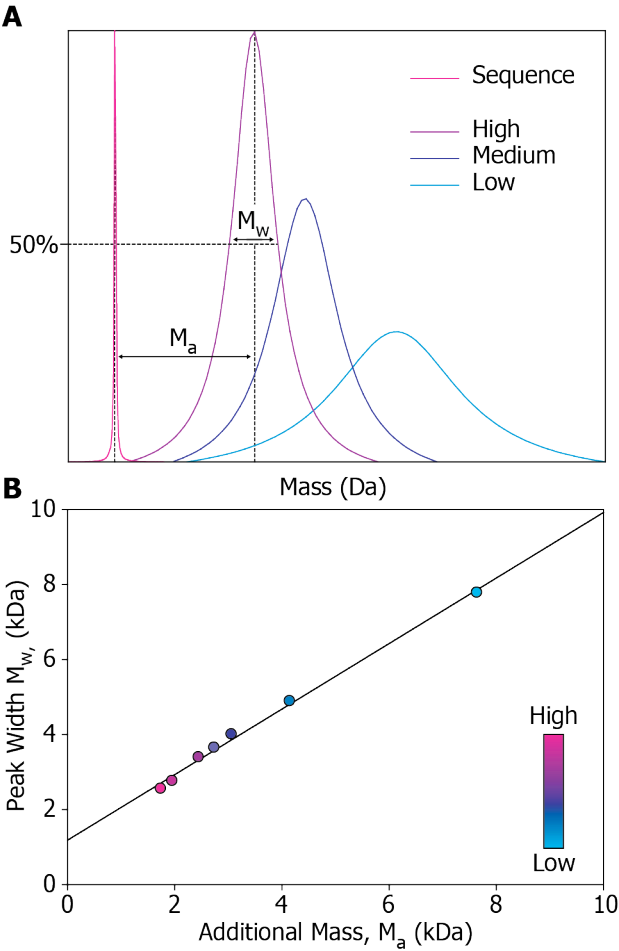 A
Sequence
High
Medium
Low
Mw
50%
Ma
Mass (Da)
B
10
8
6
4
2
0
Peak Width Mw, (kDa)
High
Low
0 2 4 6 8 10
Additional Mass, Ma (kDa)